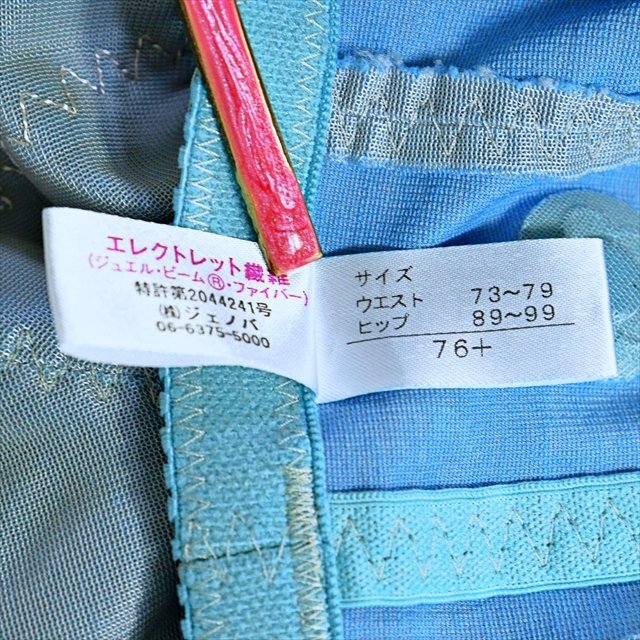 エレクトレット繊維
(ジュエル・ビーム®・ファイバー)
特許第2044241号
(株)ジェノバ
06-6375-5000
サイズ
ウエスト 73~79
ヒップ 89~99
76+